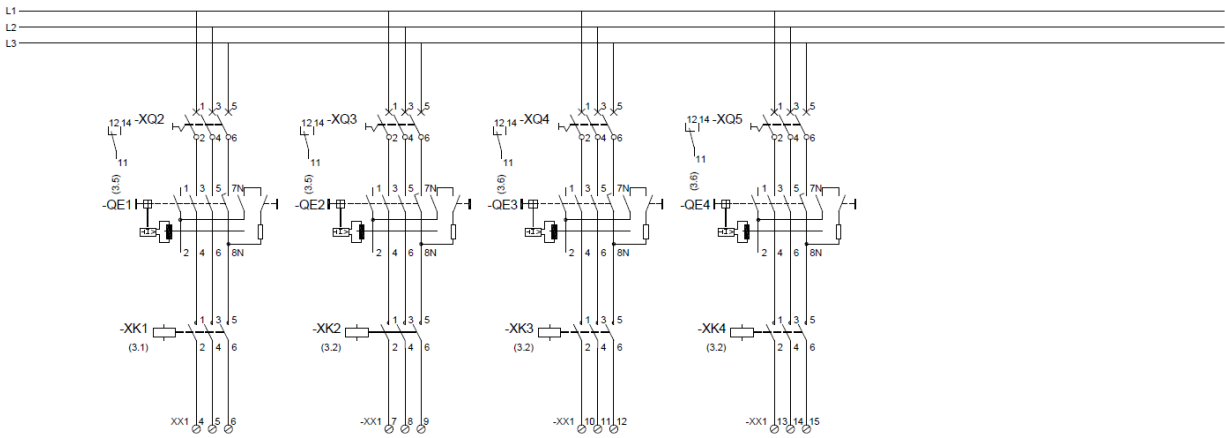 L1
L2
L3
12 14 -XQ2 1 3 5 12 14 -XQ3 1 3 5 12 14 -XQ4 1 3 5 12 14 -XQ5 1 3 5
2 4 6 2 4 6 2 4 6 2 4 6
11 11 11 11
(3.5) (3.5) (3.6) (3.6)
1 3 5 7N 1 3 5 7N 1 3 5 7N 1 3 5 7N
-QE1 -QE2 -QE3 -QE4
2 4 6 8N 2 4 6 8N 2 4 6 8N 2 4 6 8N
1 3 5 1 3 5 1 3 5 1 3 5
-XK1 -XK2 -XK3 -XK4
(3.1) 2 4 6 (3.2) 2 4 6 (3.2) 2 4 6 (3.2) 2 4 6
XX1 4 5 6 -XX1 7 8 9 -XX1 10 11 12 -XX1 13 14 15